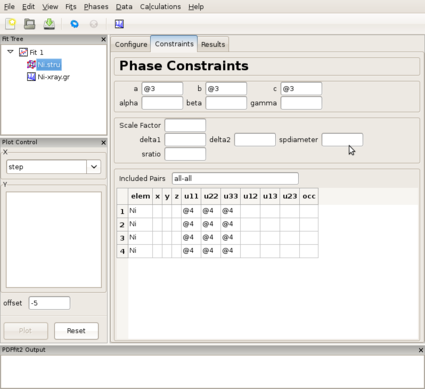 File Edit View Fits Phases Data Calculations Help
Fit Tree
Fit 1
Ni.stru
Ni-xray.gr
Plot Control
X
step
Y
offset -5
Plot Reset
Configure Constraints Results
Phase Constraints
a @3 b @3 c @3
alpha beta gamma
Scale Factor
delta1 delta2 spdiameter
sratio
Included Pairs all-all
elem x y z u11 u22 u33 u12 u13 u23 occ
1 Ni @4 @4 @4
2 Ni @4 @4 @4
3 Ni @4 @4 @4
4 Ni @4 @4 @4
PDFfit2 Output